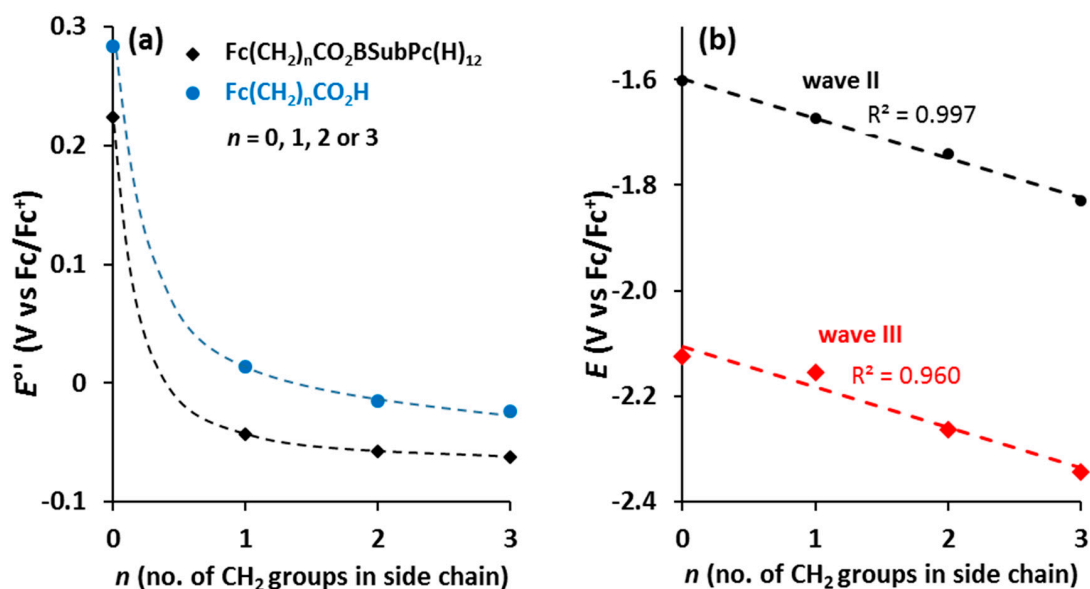 (a)
Fc(CH₂)ₙCO₂BSubPc(H)₁₂
Fc(CH₂)ₙCO₂H
n = 0, 1, 2 or 3
0.3
0.2
0.1
0
-0.1
E°' (V vs Fc/Fc⁺)
0 1 2 3
n (no. of CH₂ groups in side chain)
(b)
wave II
R² = 0.997
wave III
R² = 0.960
-1.6
-1.8
-2.0
-2.2
-2.4
E (V vs Fc/Fc⁺)
0 1 2 3
n (no. of CH₂ groups in side chain)